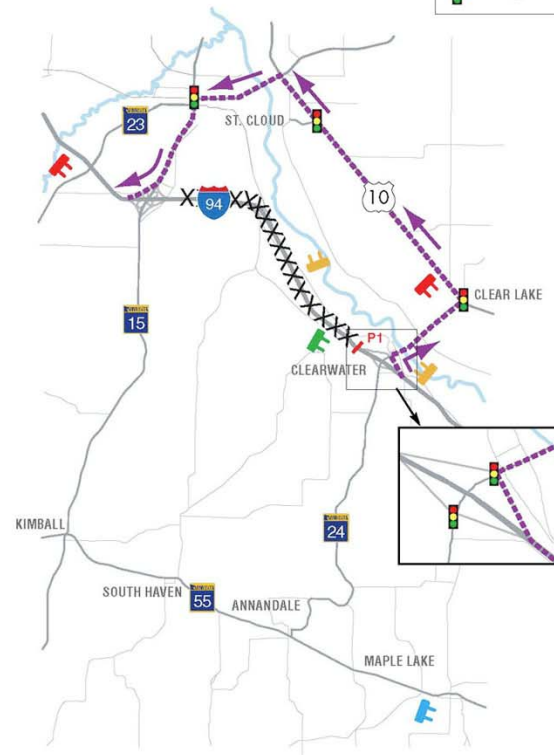 23
ST. CLOUD
10
94
CLEAR LAKE
15
P1
CLEARWATER
KIMBALL
24
SOUTH HAVEN
55
ANNANDALE
MAPLE LAKE